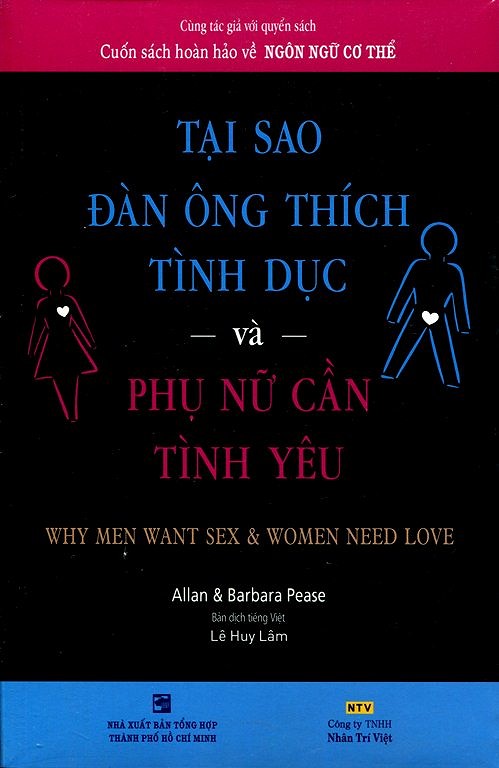 Cùng tác giả với quyển sách
Cuốn sách hoàn hảo về NGÔN NGỮ CƠ THỂ
TẠI SAO
ĐÀN ÔNG THÍCH
TÌNH DỤC
— và —
PHỤ NỮ CẦN
TÌNH YÊU
WHY MEN WANT SEX & WOMEN NEED LOVE
Allan & Barbara Pease
Bản dịch tiếng Việt
Lê Huy Lâm
NHÀ XUẤT BẢN TỔNG HỢP
THÀNH PHỐ HỒ CHÍ MINH
NTV
Công ty TNHH
Nhân Trí Việt